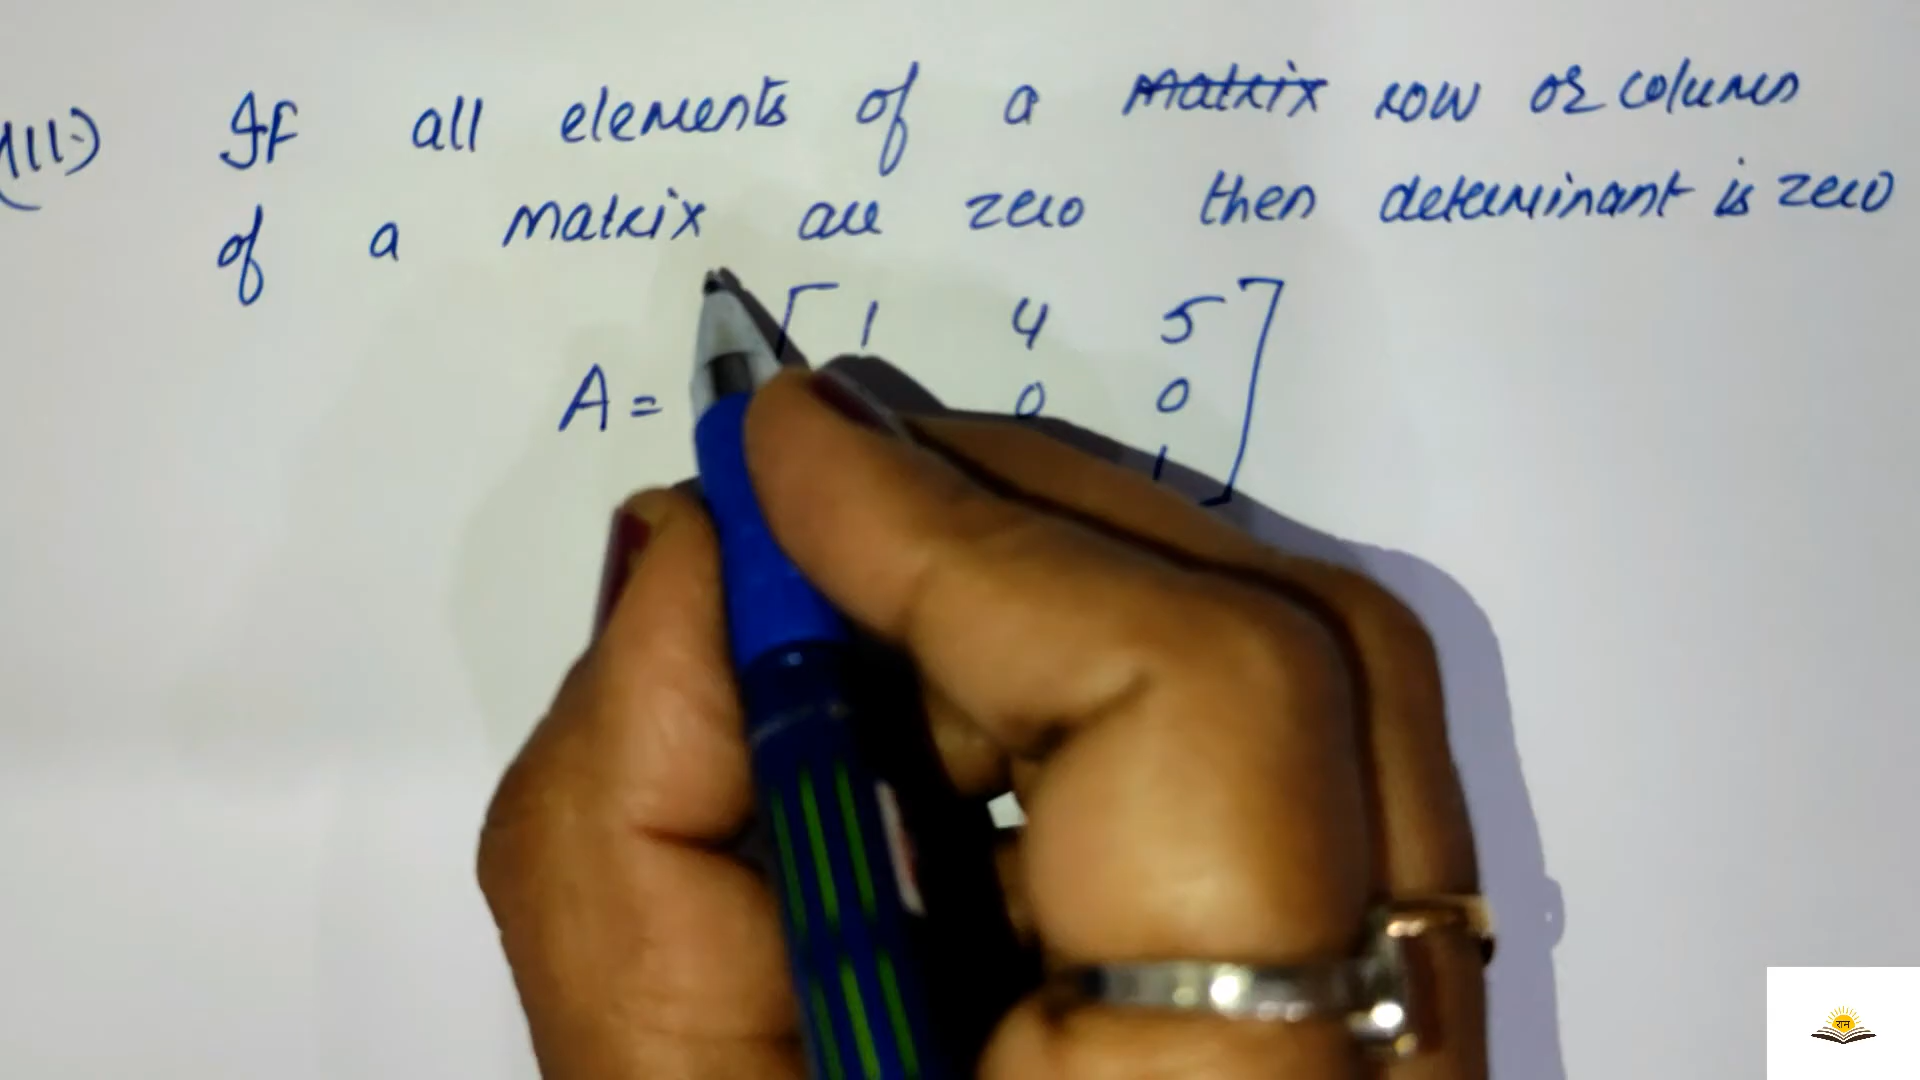 (III.) If all elements of a matrix row or column
of a matrix are zero then determinant is zero
1 4 5
A = 0 0
1
राम